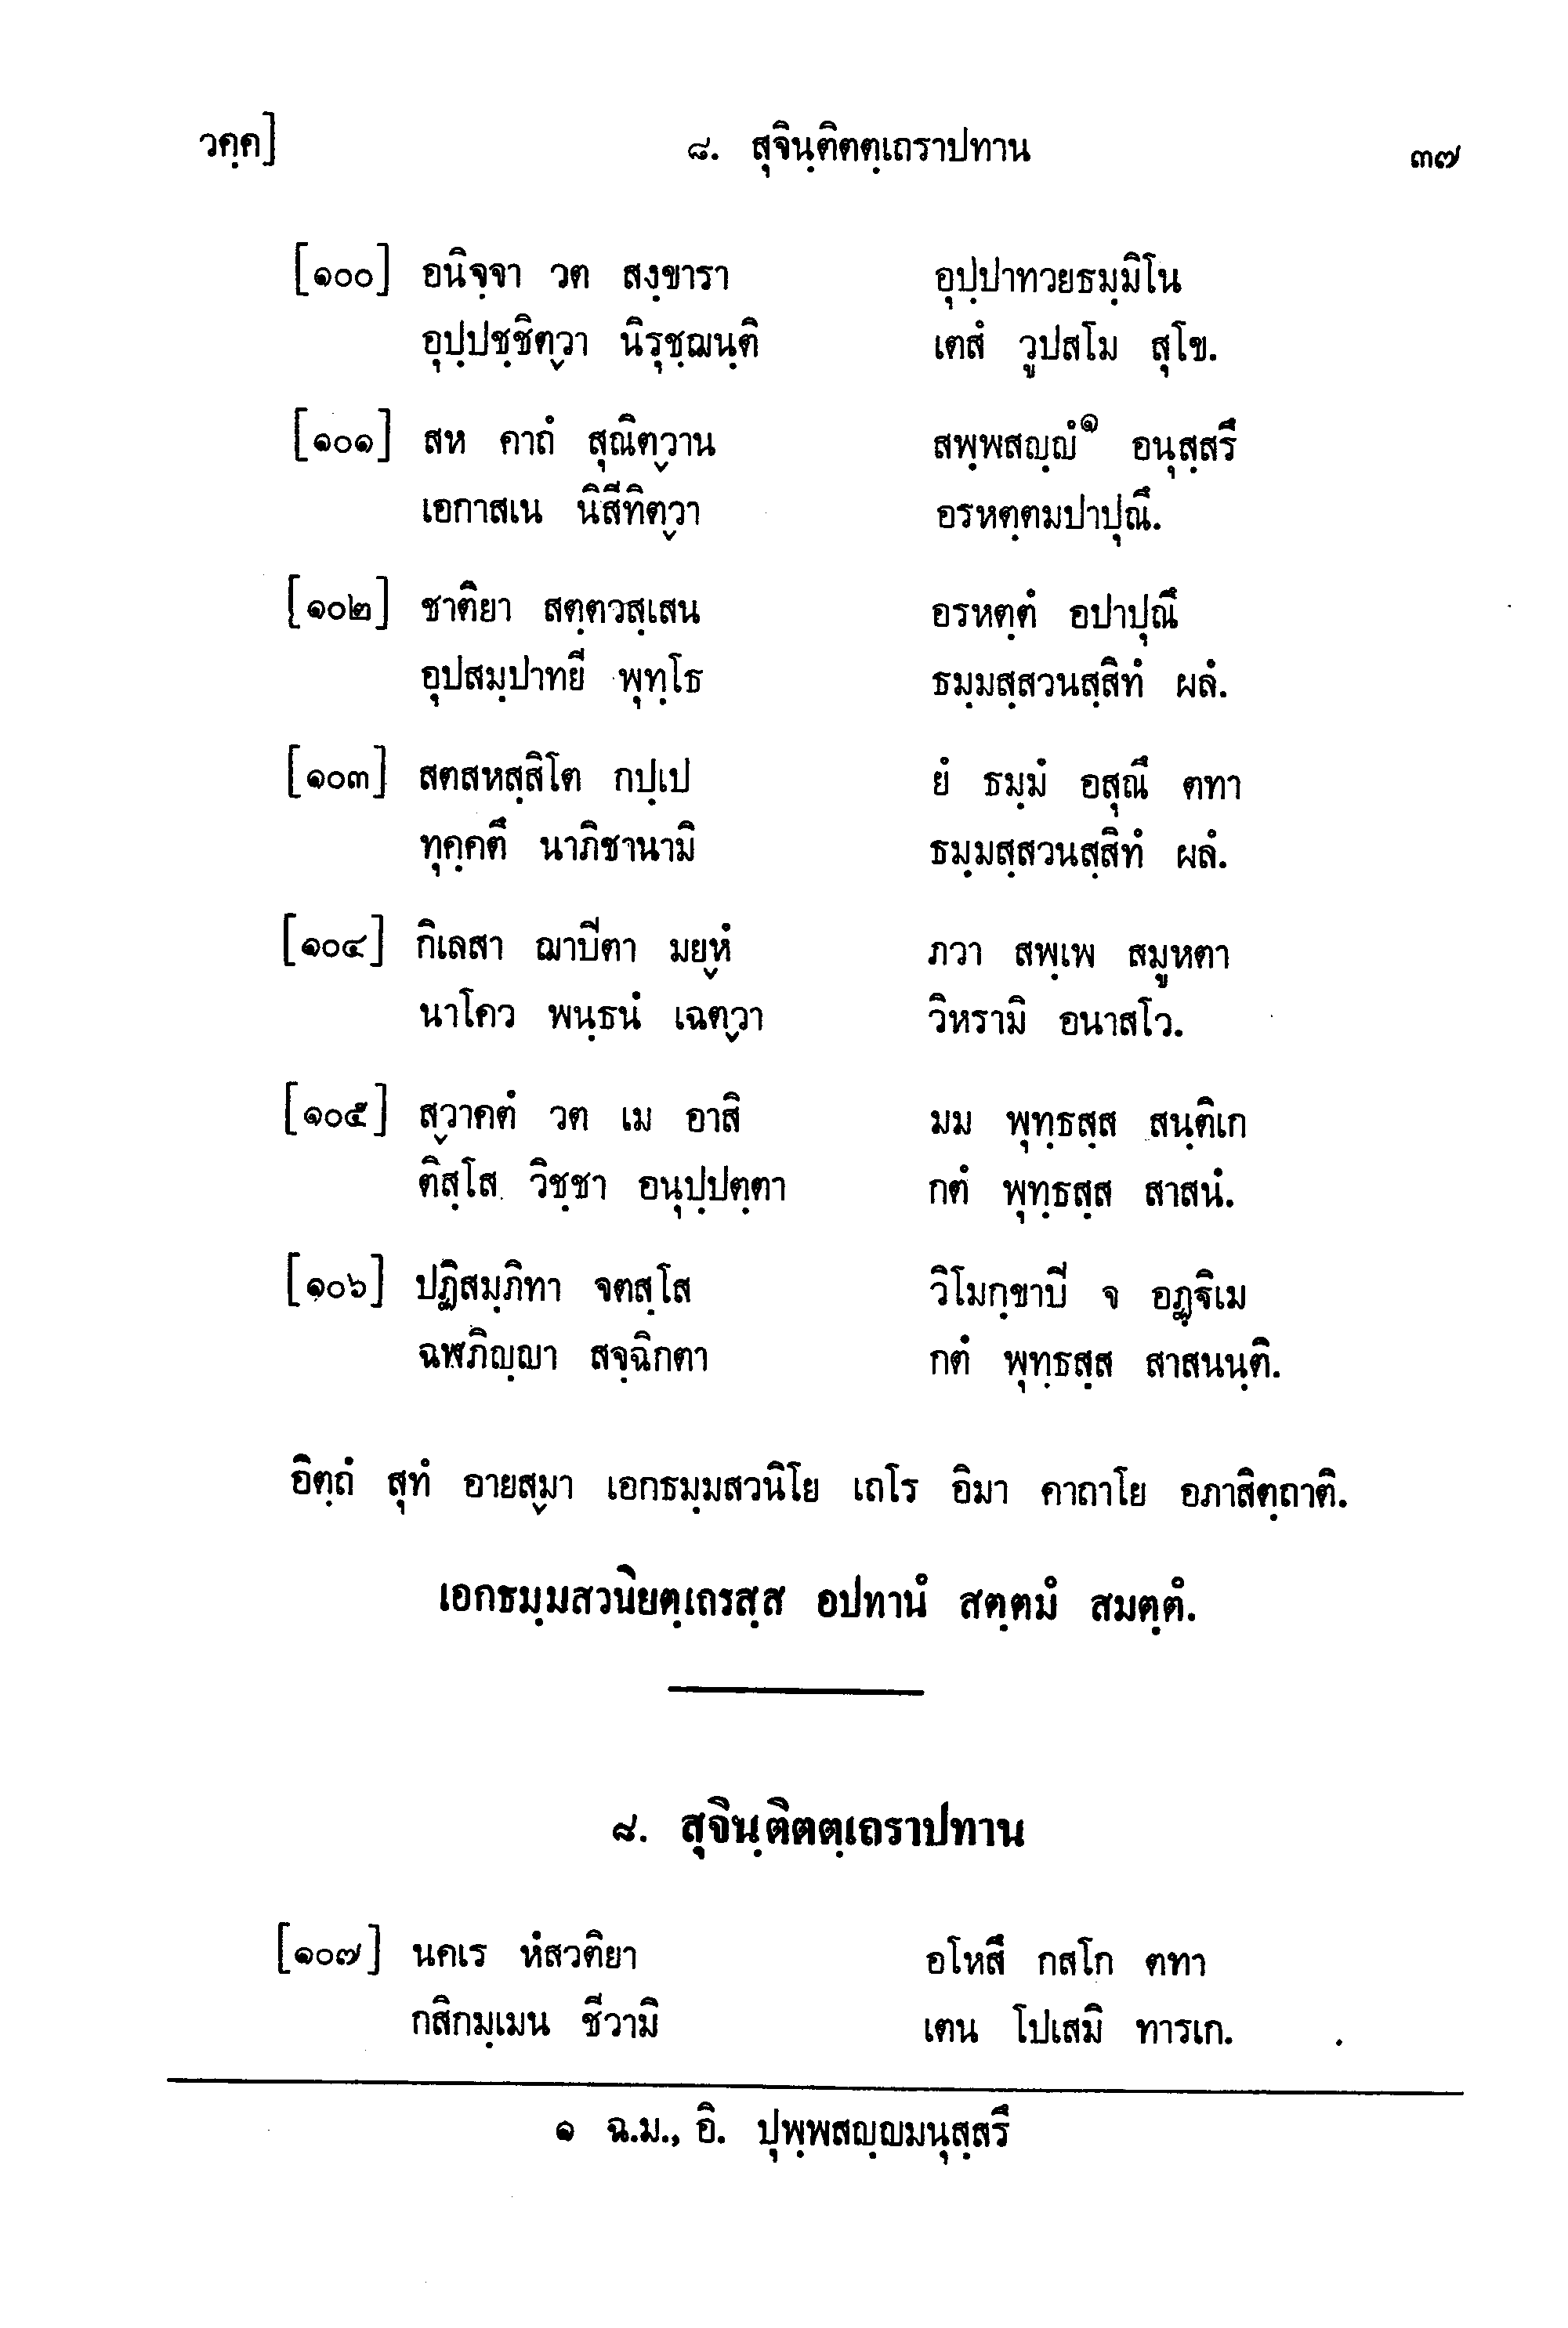 วคฺค] ๘. สุจินฺติตตฺเถราปทาน ๓๗
[๑๐๐] อนิจฺจา วต สงฺขารา อุปฺปาทวยธมฺมิโน
อุปฺปชฺชิตฺวา นิรุชฺฌนฺติ เตสํ วูปสโม สุโข.
[๑๐๑] สห คาถํ สุณิตฺวาน สพฺพสญฺญํ๑ อนุสฺสรึ
เอกาสเน นิสีทิตฺวา อรหตฺตมปาปุณึ.
[๑๐๒] ชาติยา สตฺตวสฺเสน อรหตฺตํ อปาปุณึ
อุปสมฺปาทยี พุทฺโธ ธมฺมสฺสวนสฺสิทํ ผลํ.
[๑๐๓] สตสหสฺสิโต กปฺเป ยํ ธมฺมํ อสุณึ ตทา
ทุคฺคตึ นาภิชานามิ ธมฺมสฺสวนสฺสิทํ ผลํ.
[๑๐๔] กิเลสา ฌาปีตา มยฺหํ ภวา สพฺเพ สมูหตา
นาโคว พนฺธนํ เฉตฺวา วิหรามิ อนาสโว.
[๑๐๕] สฺวาคตํ วต เม อาสิ มม พุทฺธสฺส สนฺติเก
ติสฺโส วิชฺชา อนุปฺปตฺตา กตํ พุทฺธสฺส สาสนํ.
[๑๐๖] ปฏิสมฺภิทา จตสฺโส วิโมกฺขาปี จ อฏฺฐิเม
ฉฬภิญฺญา สจฺฉิกตา กตํ พุทฺธสฺส สาสนนฺติ.
อิตฺถํ สุทํ อายสฺมา เอกธมฺมสวนิโย เถโร อิมา คาถาโย อภาสิตฺถาติ.
เอกธมฺมสวนิยตฺเถรสฺส อปทานํ สตฺตมํ สมตฺตํ.
๘. สุจินฺติตตฺเถราปทาน
[๑๐๗] นคเร หํสวติยา อโหสึ กสโก ตทา
กสิกมฺเมน ชีวามิ เตน โปเสมิ ทารเก.
๑ ฉ.ม., อิ. ปุพฺพสญฺญมนุสฺสรึ